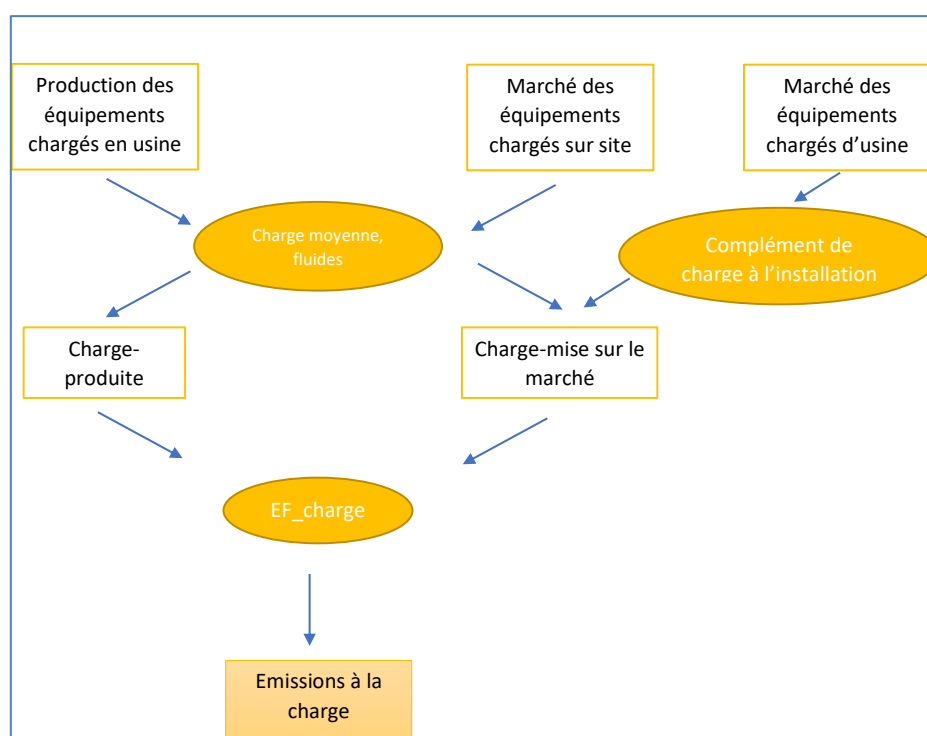 Production des
équipements
chargés en usine
Marché des
équipements
chargés sur site
Marché des
équipements
chargés d'usine
Charge moyenne,
fluides
Complément de
charge à l'installation
Charge-
produite
Charge-mise sur le
marché
EF_charge
Emissions à la
charge